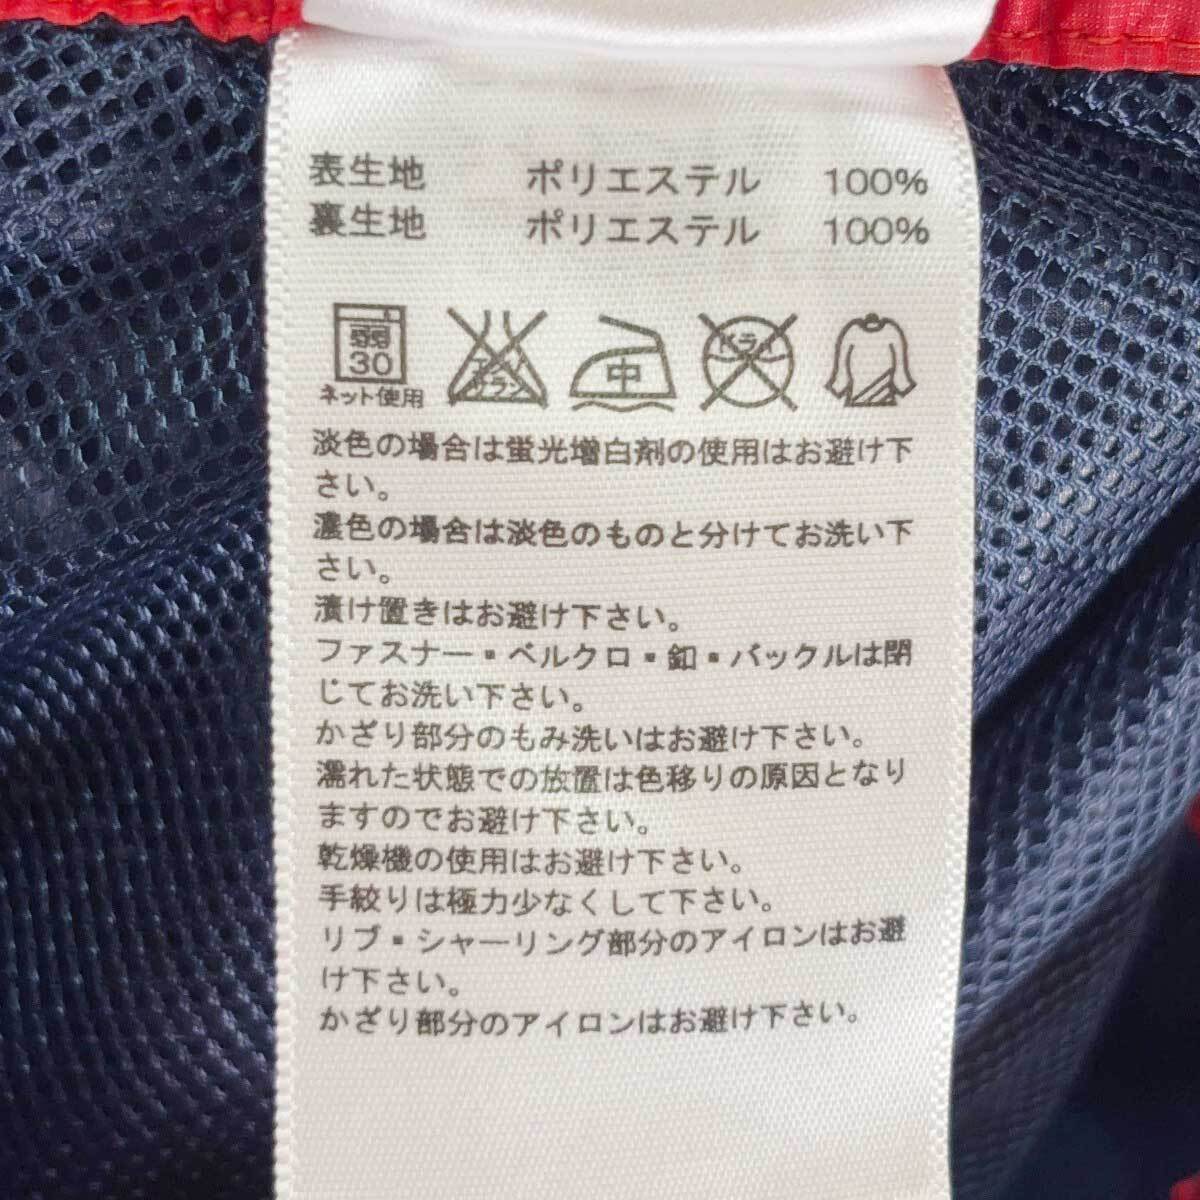 表生地 ポリエステル 100%
裏生地 ポリエステル 100%
弱
30
ネット使用
エンソ
サラシ
中
ドライ
淡色の場合は蛍光増白剤の使用はお避け下
さい。
濃色の場合は淡色のものと分けてお洗い下
さい。
漬け置きはお避け下さい。
ファスナー・ベルクロ・釦・バックルは閉
じてお洗い下さい。
かざり部分のもみ洗いはお避け下さい。
濡れた状態での放置は色移りの原因となり
ますのでお避け下さい。
乾燥機の使用はお避け下さい。
手絞りは極力少なくして下さい。
リブ・シャーリング部分のアイロンはお避
け下さい。
かざり部分のアイロンはお避け下さい。